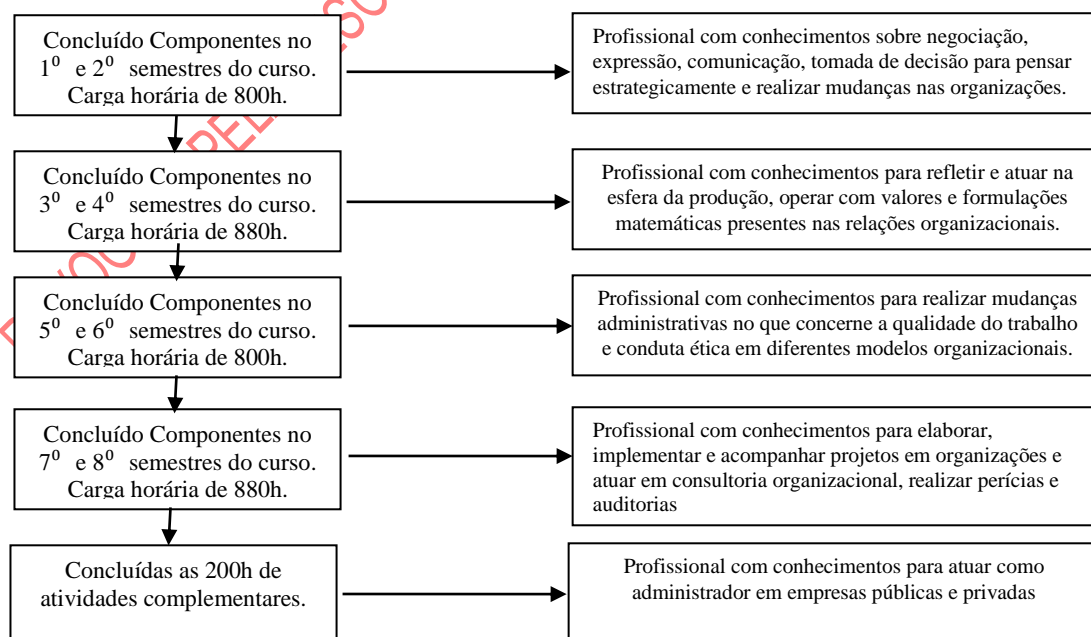 Concluído Componentes no
1⁰ e 2⁰ semestres do curso.
Carga horária de 800h.
Profissional com conhecimentos sobre negociação,
expressão, comunicação, tomada de decisão para pensar
estrategicamente e realizar mudanças nas organizações.
Concluído Componentes no
3⁰ e 4⁰ semestres do curso.
Carga horária de 880h.
Profissional com conhecimentos para refletir e atuar na
esfera da produção, operar com valores e formulações
matemáticas presentes nas relações organizacionais.
Concluído Componentes no
5⁰ e 6⁰ semestres do curso.
Carga horária de 800h.
Profissional com conhecimentos para realizar mudanças
administrativas no que concerne a qualidade do trabalho
e conduta ética em diferentes modelos organizacionais.
Concluído Componentes no
7⁰ e 8⁰ semestres do curso.
Carga horária de 880h.
Profissional com conhecimentos para elaborar,
implementar e acompanhar projetos em organizações e
atuar em consultoria organizacional, realizar perícias e
auditorias
Concluídas as 200h de
atividades complementares.
Profissional com conhecimentos para atuar como
administrador em empresas públicas e privadas